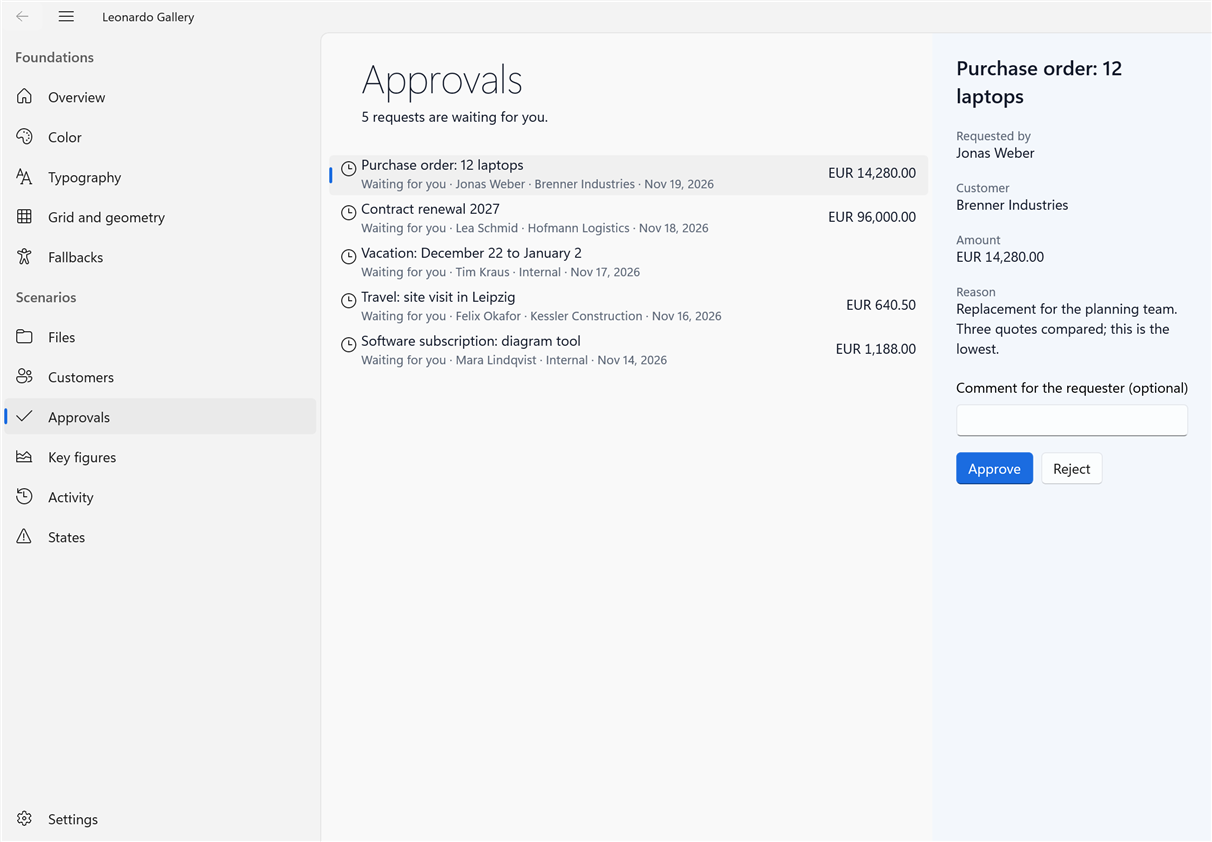 Leonardo Gallery
Foundations
Overview
Color
Typography
Grid and geometry
Fallbacks
Scenarios
Files
Customers
Approvals
Key figures
Activity
States
Settings
Approvals
5 requests are waiting for you.
Purchase order: 12 laptops
Waiting for you · Jonas Weber · Brenner Industries · Nov 19, 2026
EUR 14,280.00
Contract renewal 2027
Waiting for you · Lea Schmid · Hofmann Logistics · Nov 18, 2026
EUR 96,000.00
Vacation: December 22 to January 2
Waiting for you · Tim Kraus · Internal · Nov 17, 2026
Travel: site visit in Leipzig
Waiting for you · Felix Okafor · Kessler Construction · Nov 16, 2026
EUR 640.50
Software subscription: diagram tool
Waiting for you · Mara Lindqvist · Internal · Nov 14, 2026
EUR 1,188.00
Purchase order: 12
laptops
Requested by
Jonas Weber
Customer
Brenner Industries
Amount
EUR 14,280.00
Reason
Replacement for the planning team.
Three quotes compared; this is the
lowest.
Comment for the requester (optional)
Approve
Reject